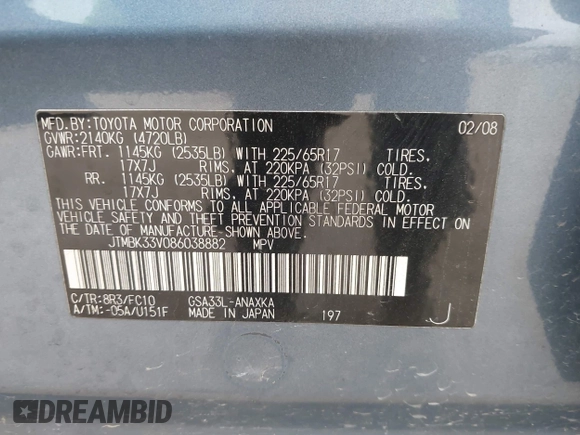 MFD.BY:TOYOTA MOTOR CORPORATION 02/08
GVWR:2140KG (4720LB)
GAWR:FRT. 1145KG (2535LB) WITH 225/65R17 TIRES,
17X7J RIMS, AT 220KPA (32PSI) COLD.
RR. 1145KG (2535LB) WITH 225/65R17 TIRES,
17X7J RIMS, AT 220KPA (32PSI) COLD.
THIS VEHICLE CONFORMS TO ALL APPLICABLE FEDERAL MOTOR
VEHICLE SAFETY AND THEFT PREVENTION STANDARDS IN EFFECT ON
THE DATE OF MANUFACTURE SHOWN ABOVE.
JTMBK33V086038882 MPV
C/TR:8R3/FC10 GSA33L-ANAXKA
A/TM:-05A/U151F MADE IN JAPAN 197 J
DREAMBID